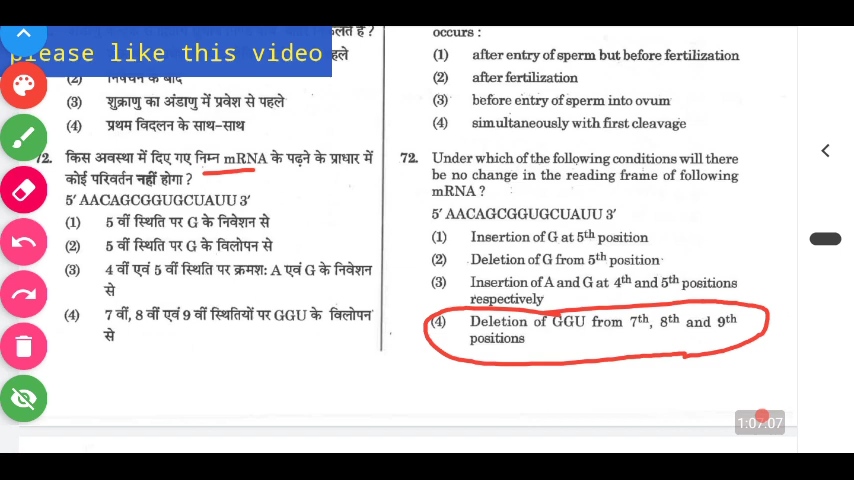 please like this video
(2) निषेचन के बाद
(3) शुक्राणु का अंडाणु में प्रवेश से पहले
(4) प्रथम विदलन के साथ-साथ
72. किस अवस्था में दिए गए निम्न mRNA के पढ़ने के प्राधार में
कोई परिवर्तन नहीं होगा ?
5′ AACAGCGGUGCUAUU 3′
(1) 5 वीं स्थिति पर G के निवेशन से
(2) 5 वीं स्थिति पर G के विलोपन से
(3) 4 वीं एवं 5 वीं स्थिति पर क्रमश: A एवं G के निवेशन
से
(4) 7 वीं, 8 वीं एवं 9 वीं स्थितियों पर GGU के विलोपन
से
occurs :
(1) after entry of sperm but before fertilization
(2) after fertilization
(3) before entry of sperm into ovum
(4) simultaneously with first cleavage
72. Under which of the following conditions will there
be no change in the reading frame of following
mRNA ?
5′ AACAGCGGUGCUAUU 3′
(1) Insertion of G at 5th position
(2) Deletion of G from 5th position
(3) Insertion of A and G at 4th and 5th positions
respectively
(4) Deletion of GGU from 7th, 8th and 9th
positions
1:07:07